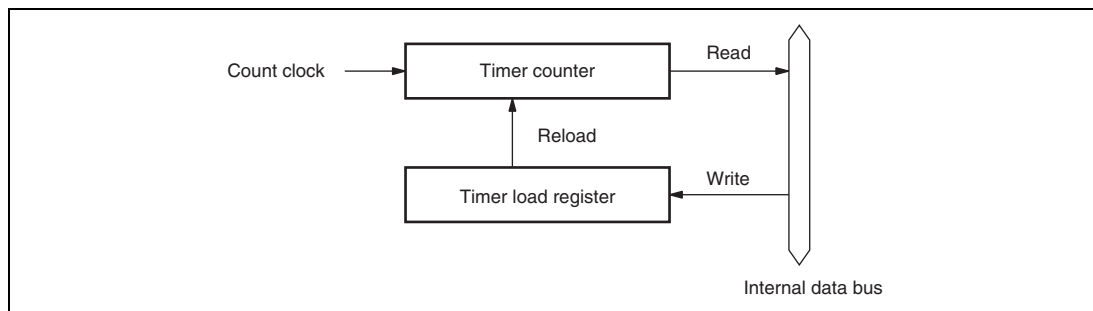 Read
Count clock
Timer counter
Reload
Write
Timer load register
Internal data bus